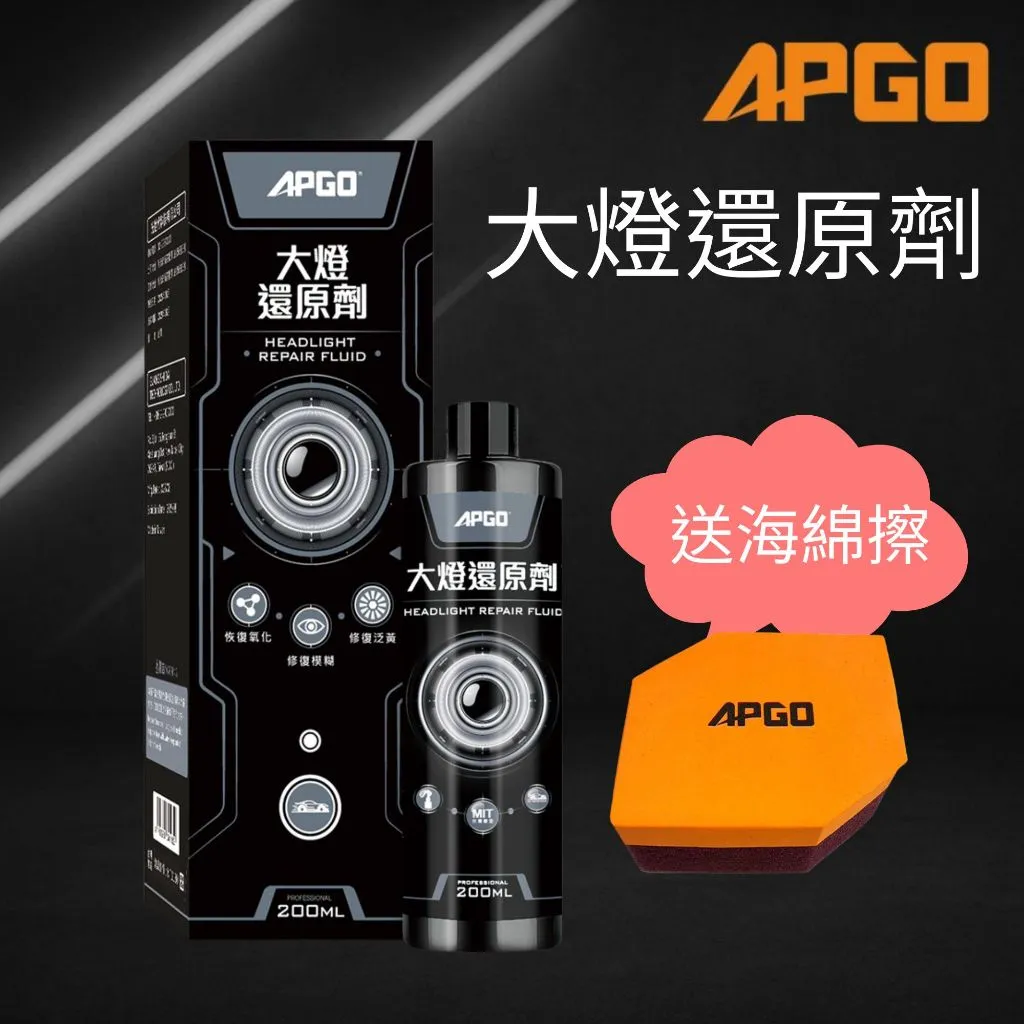 APGO
大燈還原劑
APGO
大燈
還原劑
HEADLIGHT
REPAIR FLUID
恢復氧化
修復模糊
修復泛黃
PROFESSIONAL
200ML
APGO
大燈還原劑
HEADLIGHT REPAIR FLUID
MIT
PROFESSIONAL
200ML
送海綿擦
APGO